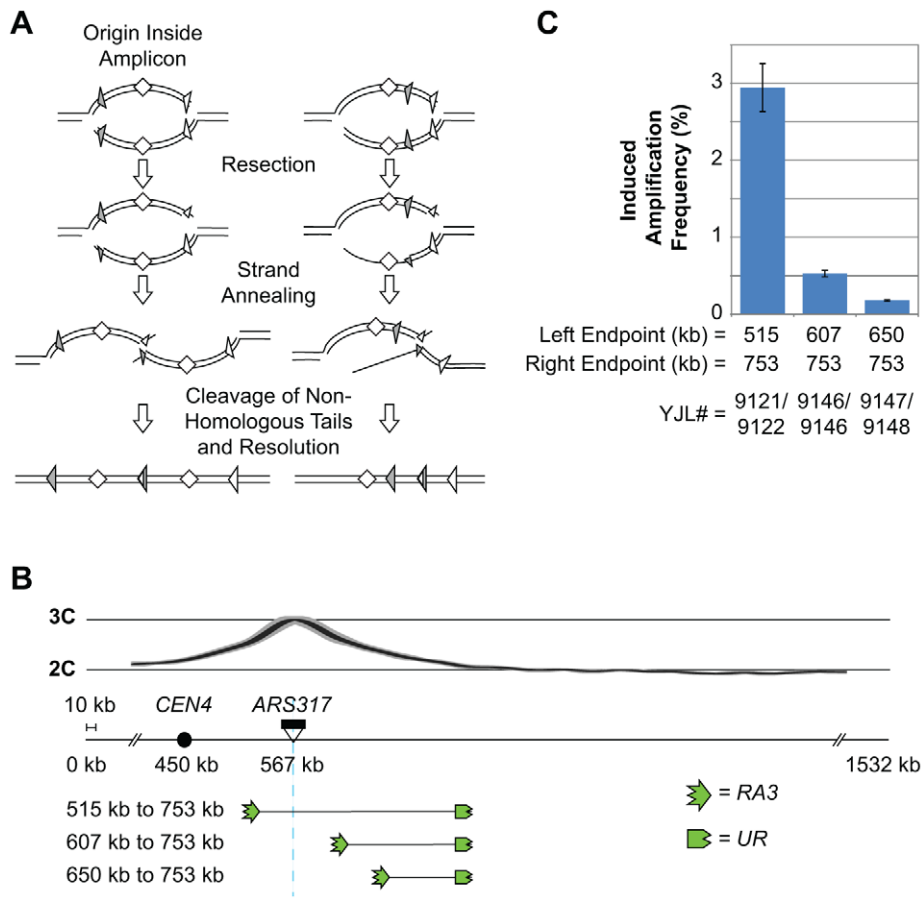 A
Origin Inside
Amplicon
Resection
Strand
Annealing
Cleavage of Non-
Homologous Tails
and Resolution
C
Induced
Amplification
Frequency (%)
3
2
1
0
Left Endpoint (kb) = 515 607 650
Right Endpoint (kb) = 753 753 753
YJL# = 9121/ 9146/ 9147/
9122 9146 9148
B
3C
2C
10 kb CEN4 ARS317
0 kb 450 kb 567 kb 1532 kb
515 kb to 753 kb
607 kb to 753 kb
650 kb to 753 kb
= RA3
= UR